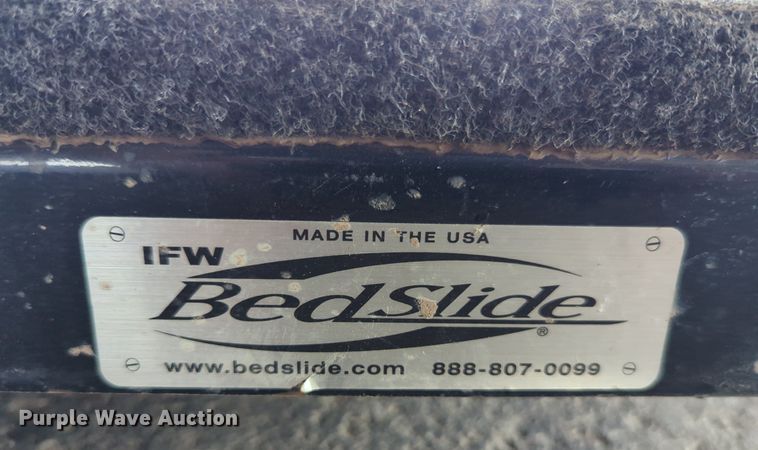 MADE IN THE USA
IFW
BedSlide®
www.bedslide.com 888-807-0099
Purple Wave Auction